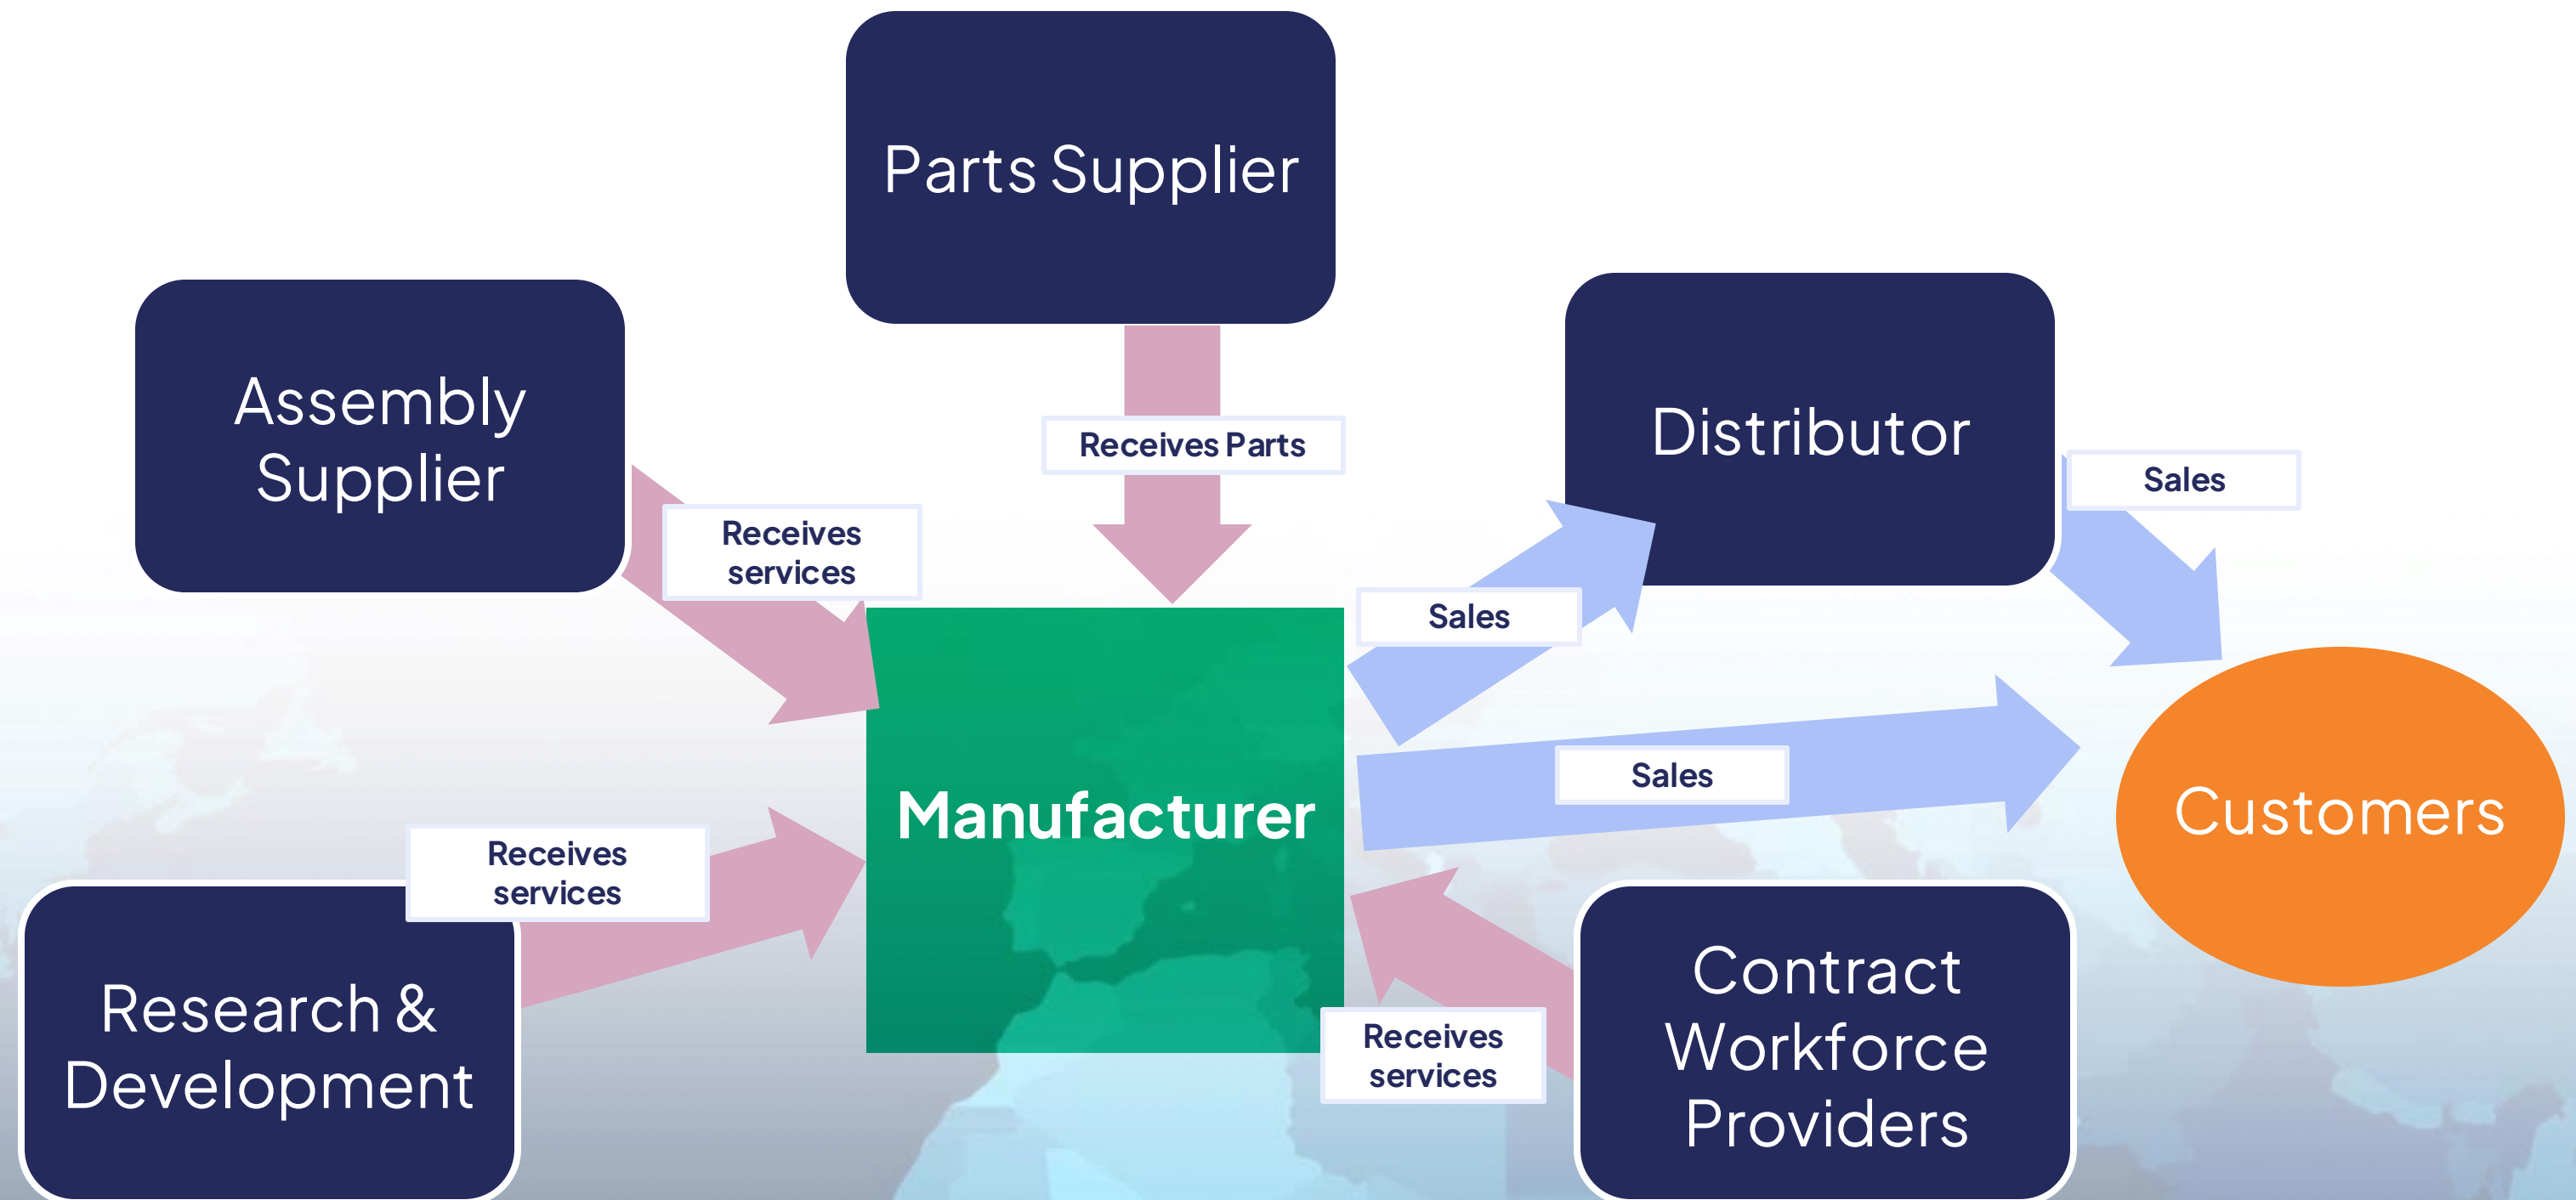 Parts Supplier
Assembly
Supplier
Distributor
Receives Parts
Sales
Receives
services
Sales
Sales
Manufacturer
Customers
Receives
services
Research &
Development
Contract
Workforce
Providers
Receives
services